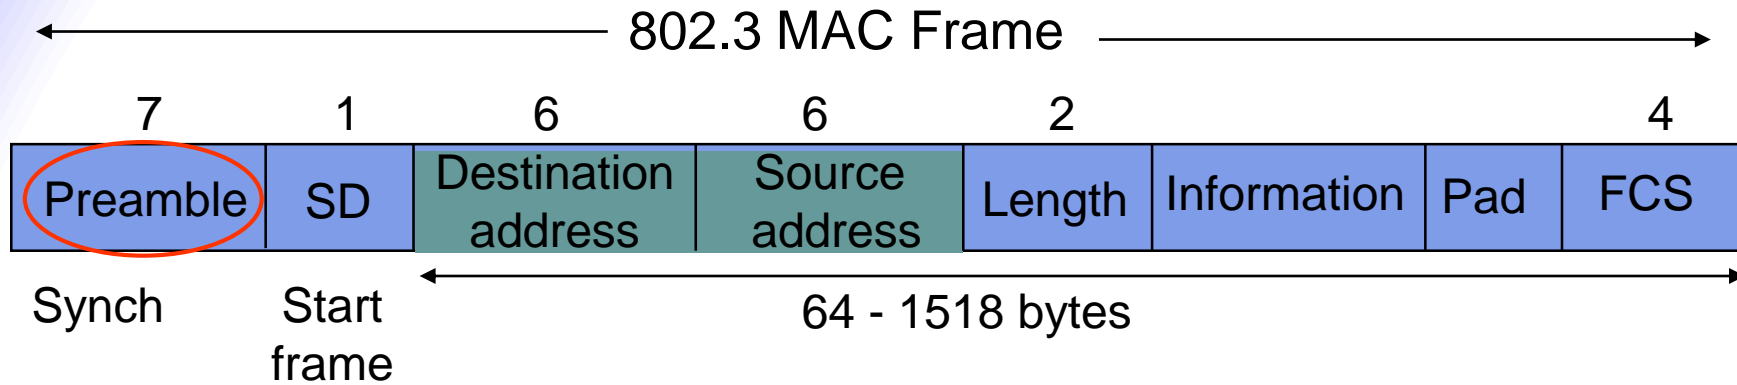 802.3 MAC Frame
7 1 6 6 2 4
Preamble SD Destination address Source address Length Information Pad FCS
Synch Start frame 64 - 1518 bytes